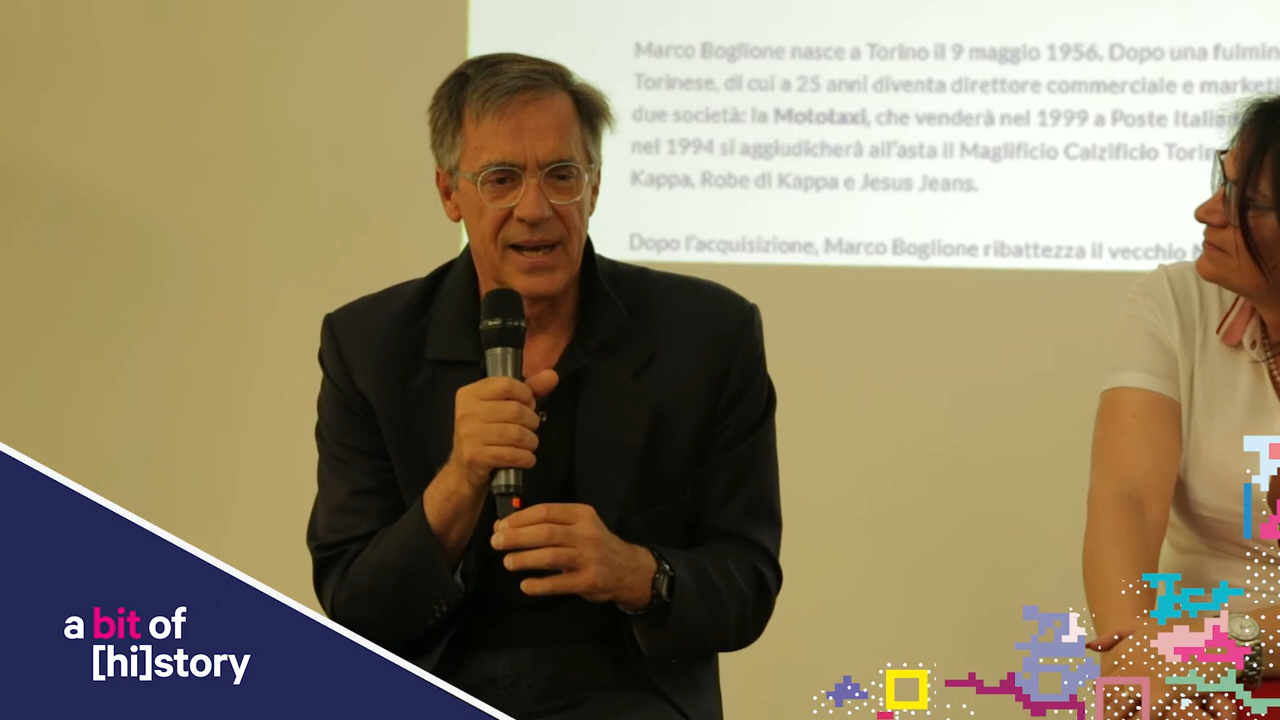 Marco Boglione nasce a Torino il 9 maggio 1956. Dopo una fulmin
Torinese, di cui a 25 anni diventa direttore commerciale e marketi
due società: la Mototaxi, che venderà nel 1999 a Poste Italia
nel 1994 si aggiudicherà all'asta il Maglificio Calzificio Torin
Kappa, Robe di Kappa e Jesus Jeans.
Dopo l'acquisizione, Marco Boglione ribattezza il vecchio
a bit of
[hi]story